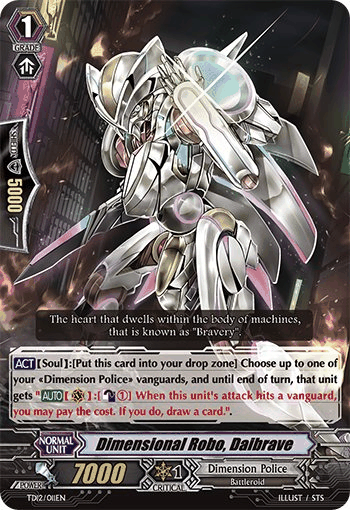 1
GRADE
SHIELD
5000
The heart that dwells within the body of machines,
that is known as "Bravery".
ACT [Soul]:[Put this card into your drop zone] Choose up to one of
your «Dimension Police» vanguards, and until end of turn, that unit
gets "AUTO [ ]:[ ①] When this unit's attack hits a vanguard,
you may pay the cost. If you do, draw a card.".
NORMAL
UNIT
Dimensional Robo, Daibrave
POWER
7000
1
CRITICAL
Dimension Police
Battleroid
TD12/011EN
ILLUST / STS